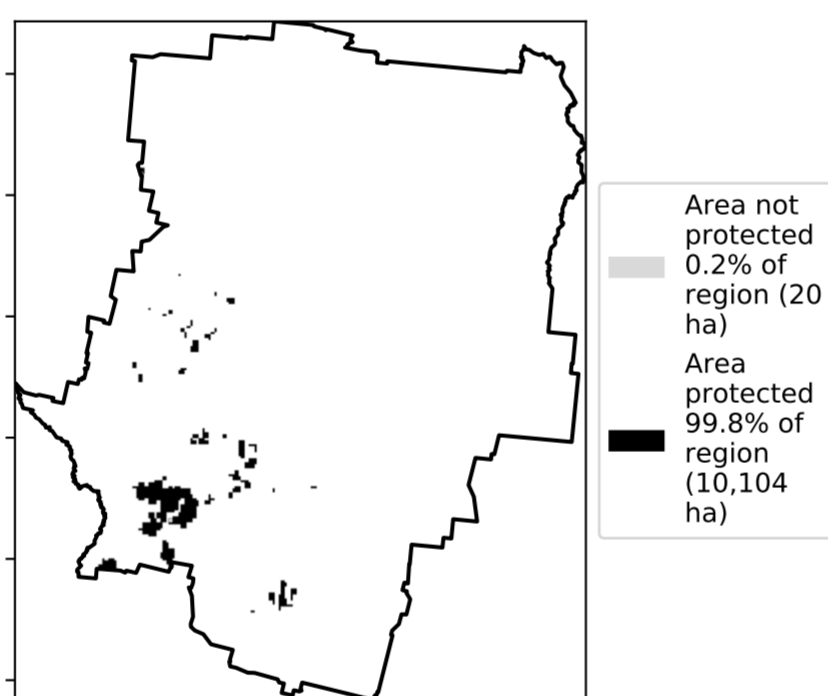 Area not
protected
0.2% of
region (20
ha)
Area
protected
99.8% of
region
(10,104
ha)